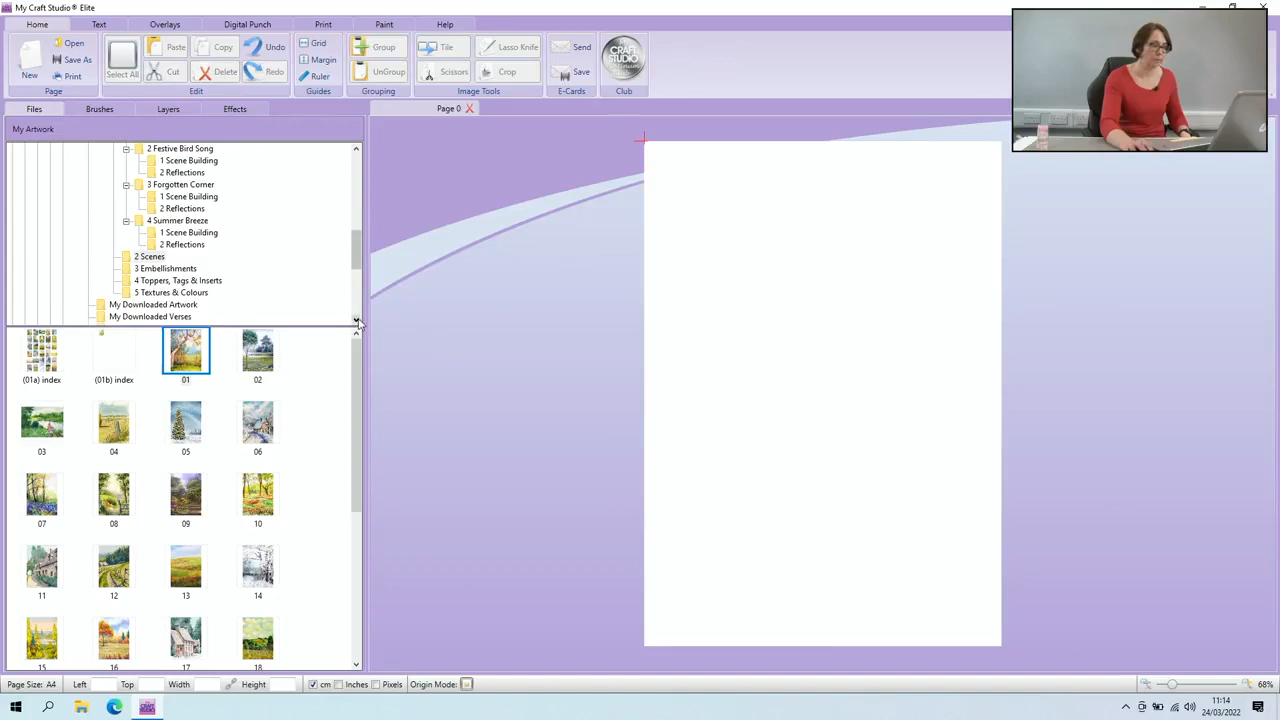 My Craft Studio® Elite
Home Text Overlays Digital Punch Print Paint Help
New Open Save As Print Page
Select All Paste Copy Undo Cut Delete Redo Edit
Grid Margin Ruler Guides
Group UnGroup Grouping
Tile Lasso Knife Scissors Crop Image Tools
Send Save E-Cards
CRAFT STUDIO Club
Files Brushes Layers Effects
Page 0
My Artwork
2 Festive Bird Song
1 Scene Building
2 Reflections
3 Forgotten Corner
1 Scene Building
2 Reflections
4 Summer Breeze
1 Scene Building
2 Reflections
2 Scenes
3 Embellishments
4 Toppers, Tags & Inserts
5 Textures & Colours
My Downloaded Artwork
My Downloaded Verses
(01a) index (01b) index 01 02
03 04 05 06
07 08 09 10
11 12 13 14
15 16 17 18
Page Size: A4 Left Top Width Height cm Inches Pixels Origin Mode: 68%
11:14
24/03/2022